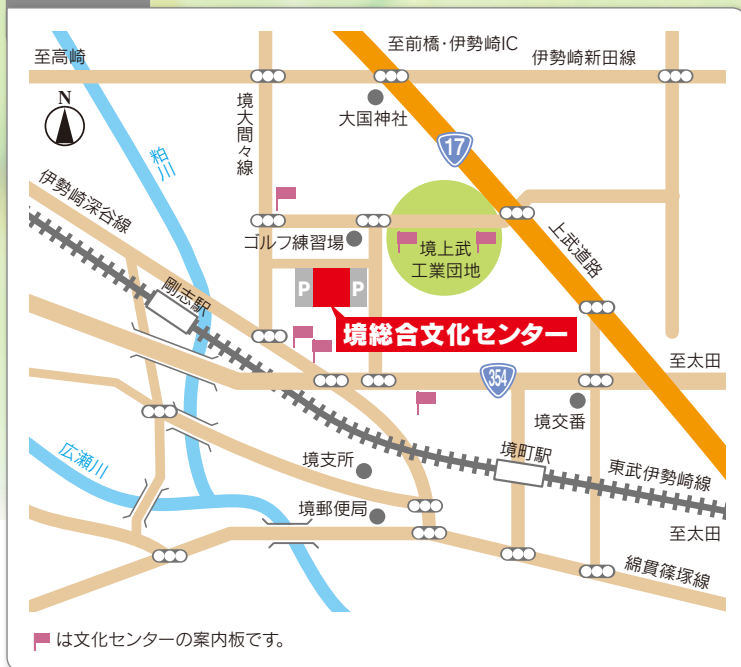 至高崎
至前橋・伊勢崎IC
伊勢崎新田線
N
境大間々線
大国神社
粕川
17
伊勢崎深谷線
ゴルフ練習場
境上武
工業団地
上武道路
剛志駅
P
P
境総合文化センター
354
至太田
境交番
広瀬川
境支所
境町駅
東武伊勢崎線
境郵便局
至太田
綿貫篠塚線
は文化センターの案内板です。